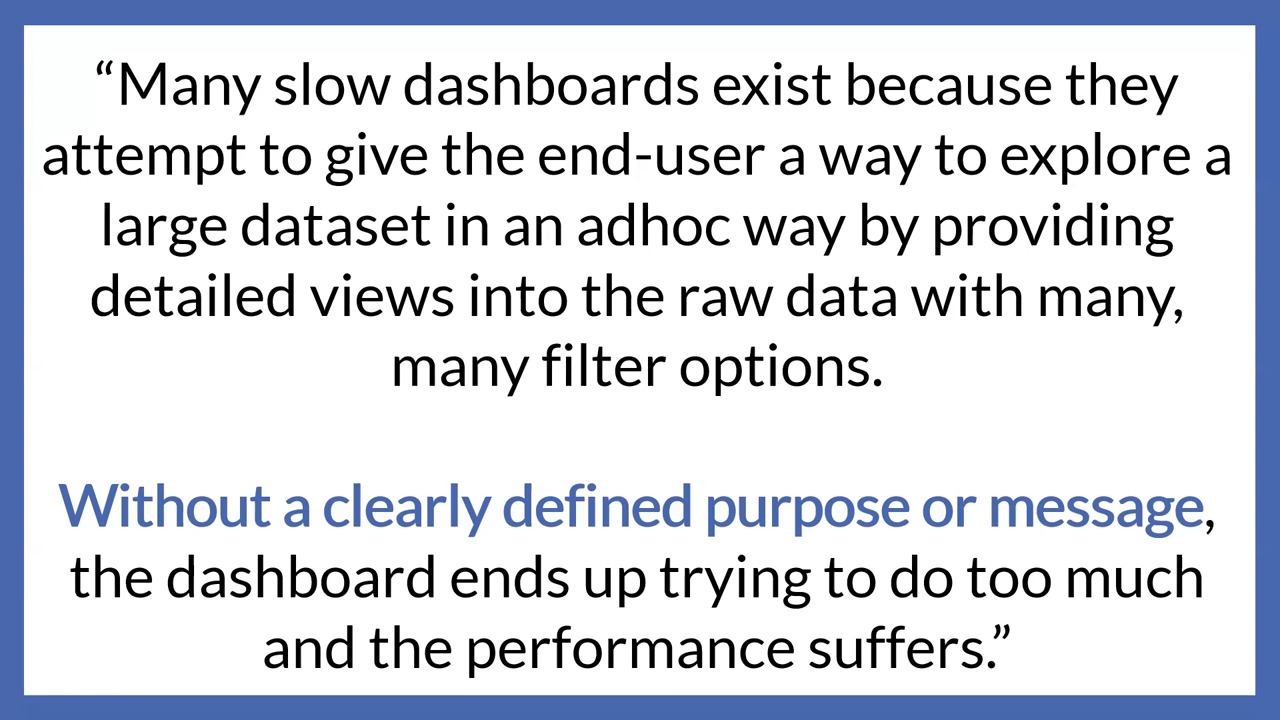 “Many slow dashboards exist because they
attempt to give the end-user a way to explore a
large dataset in an adhoc way by providing
detailed views into the raw data with many,
many filter options.
Without a clearly defined purpose or message,
the dashboard ends up trying to do too much
and the performance suffers.”